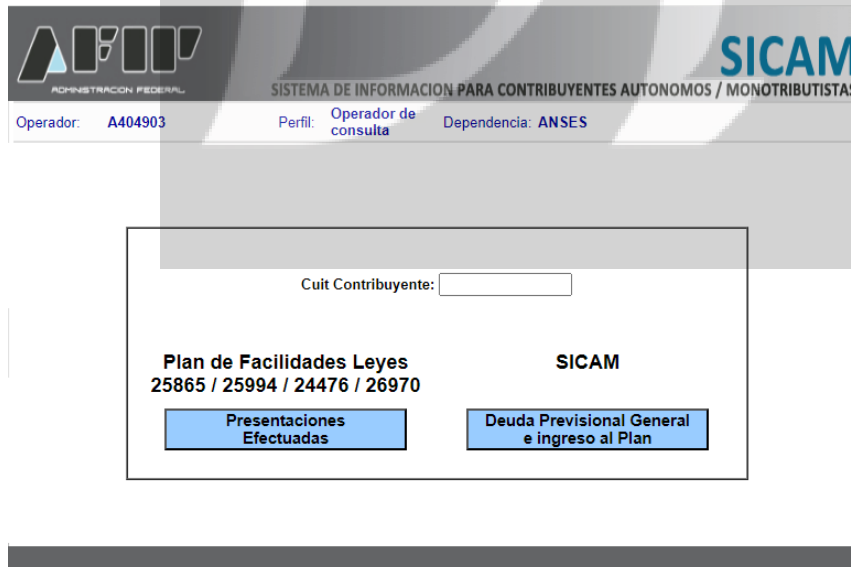 AFIP
ADMINISTRACION FEDERAL
SICAM
SISTEMA DE INFORMACION PARA CONTRIBUYENTES AUTONOMOS / MONOTRIBUTISTAS
Operador: A404903 Perfil: Operador de consulta Dependencia: ANSES
Cuit Contribuyente:
Plan de Facilidades Leyes
25865 / 25994 / 24476 / 26970
Presentaciones
Efectuadas
SICAM
Deuda Previsional General
e ingreso al Plan